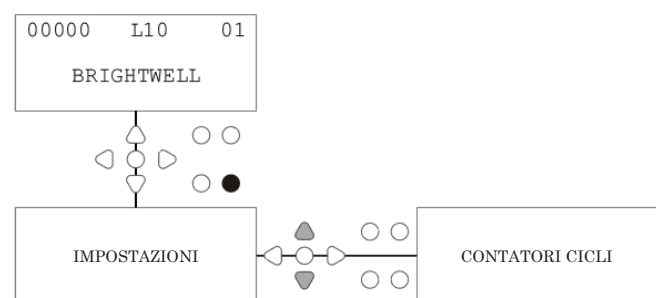 00000 L10 01
BRIGHTWELL
IMPOSTAZIONI
CONTATORI CICLI